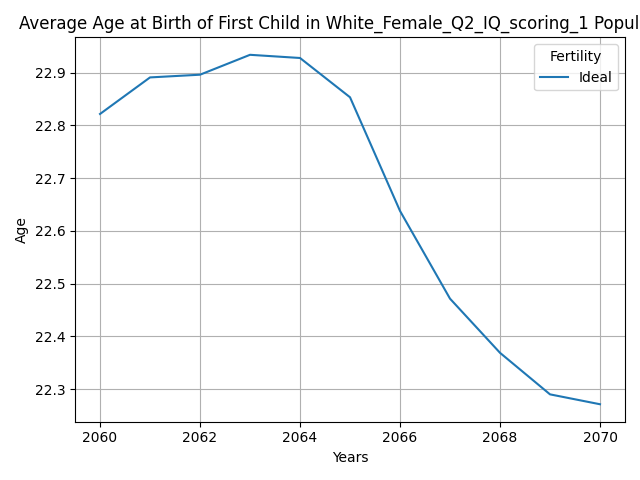 Average Age at Birth of First Child in White_Female_Q2_IQ_scoring_1 Popul
Fertility
Ideal
22.9
22.8
22.7
22.6
22.5
22.4
22.3
Age
2060
2062
2064
2066
2068
2070
Years